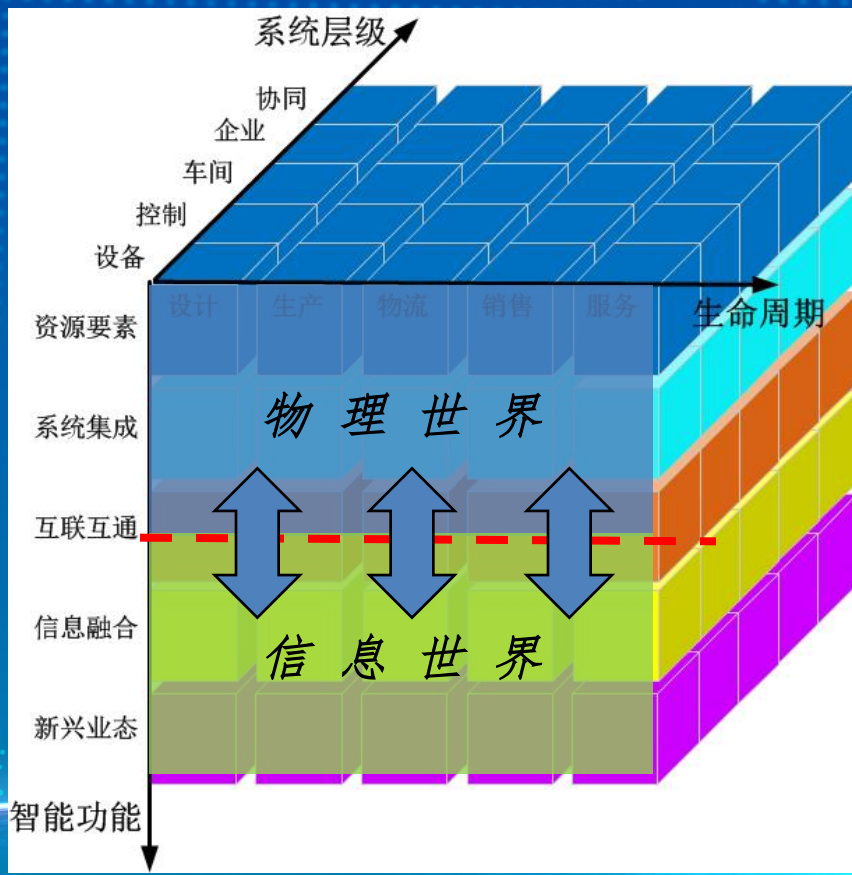 系统层级
协同
企业
车间
控制
设备
设计 生产 物流 销售 服务
生命周期
资源要素
系统集成
物理世界
互联互通
信息融合
信息世界
新兴业态
智能功能